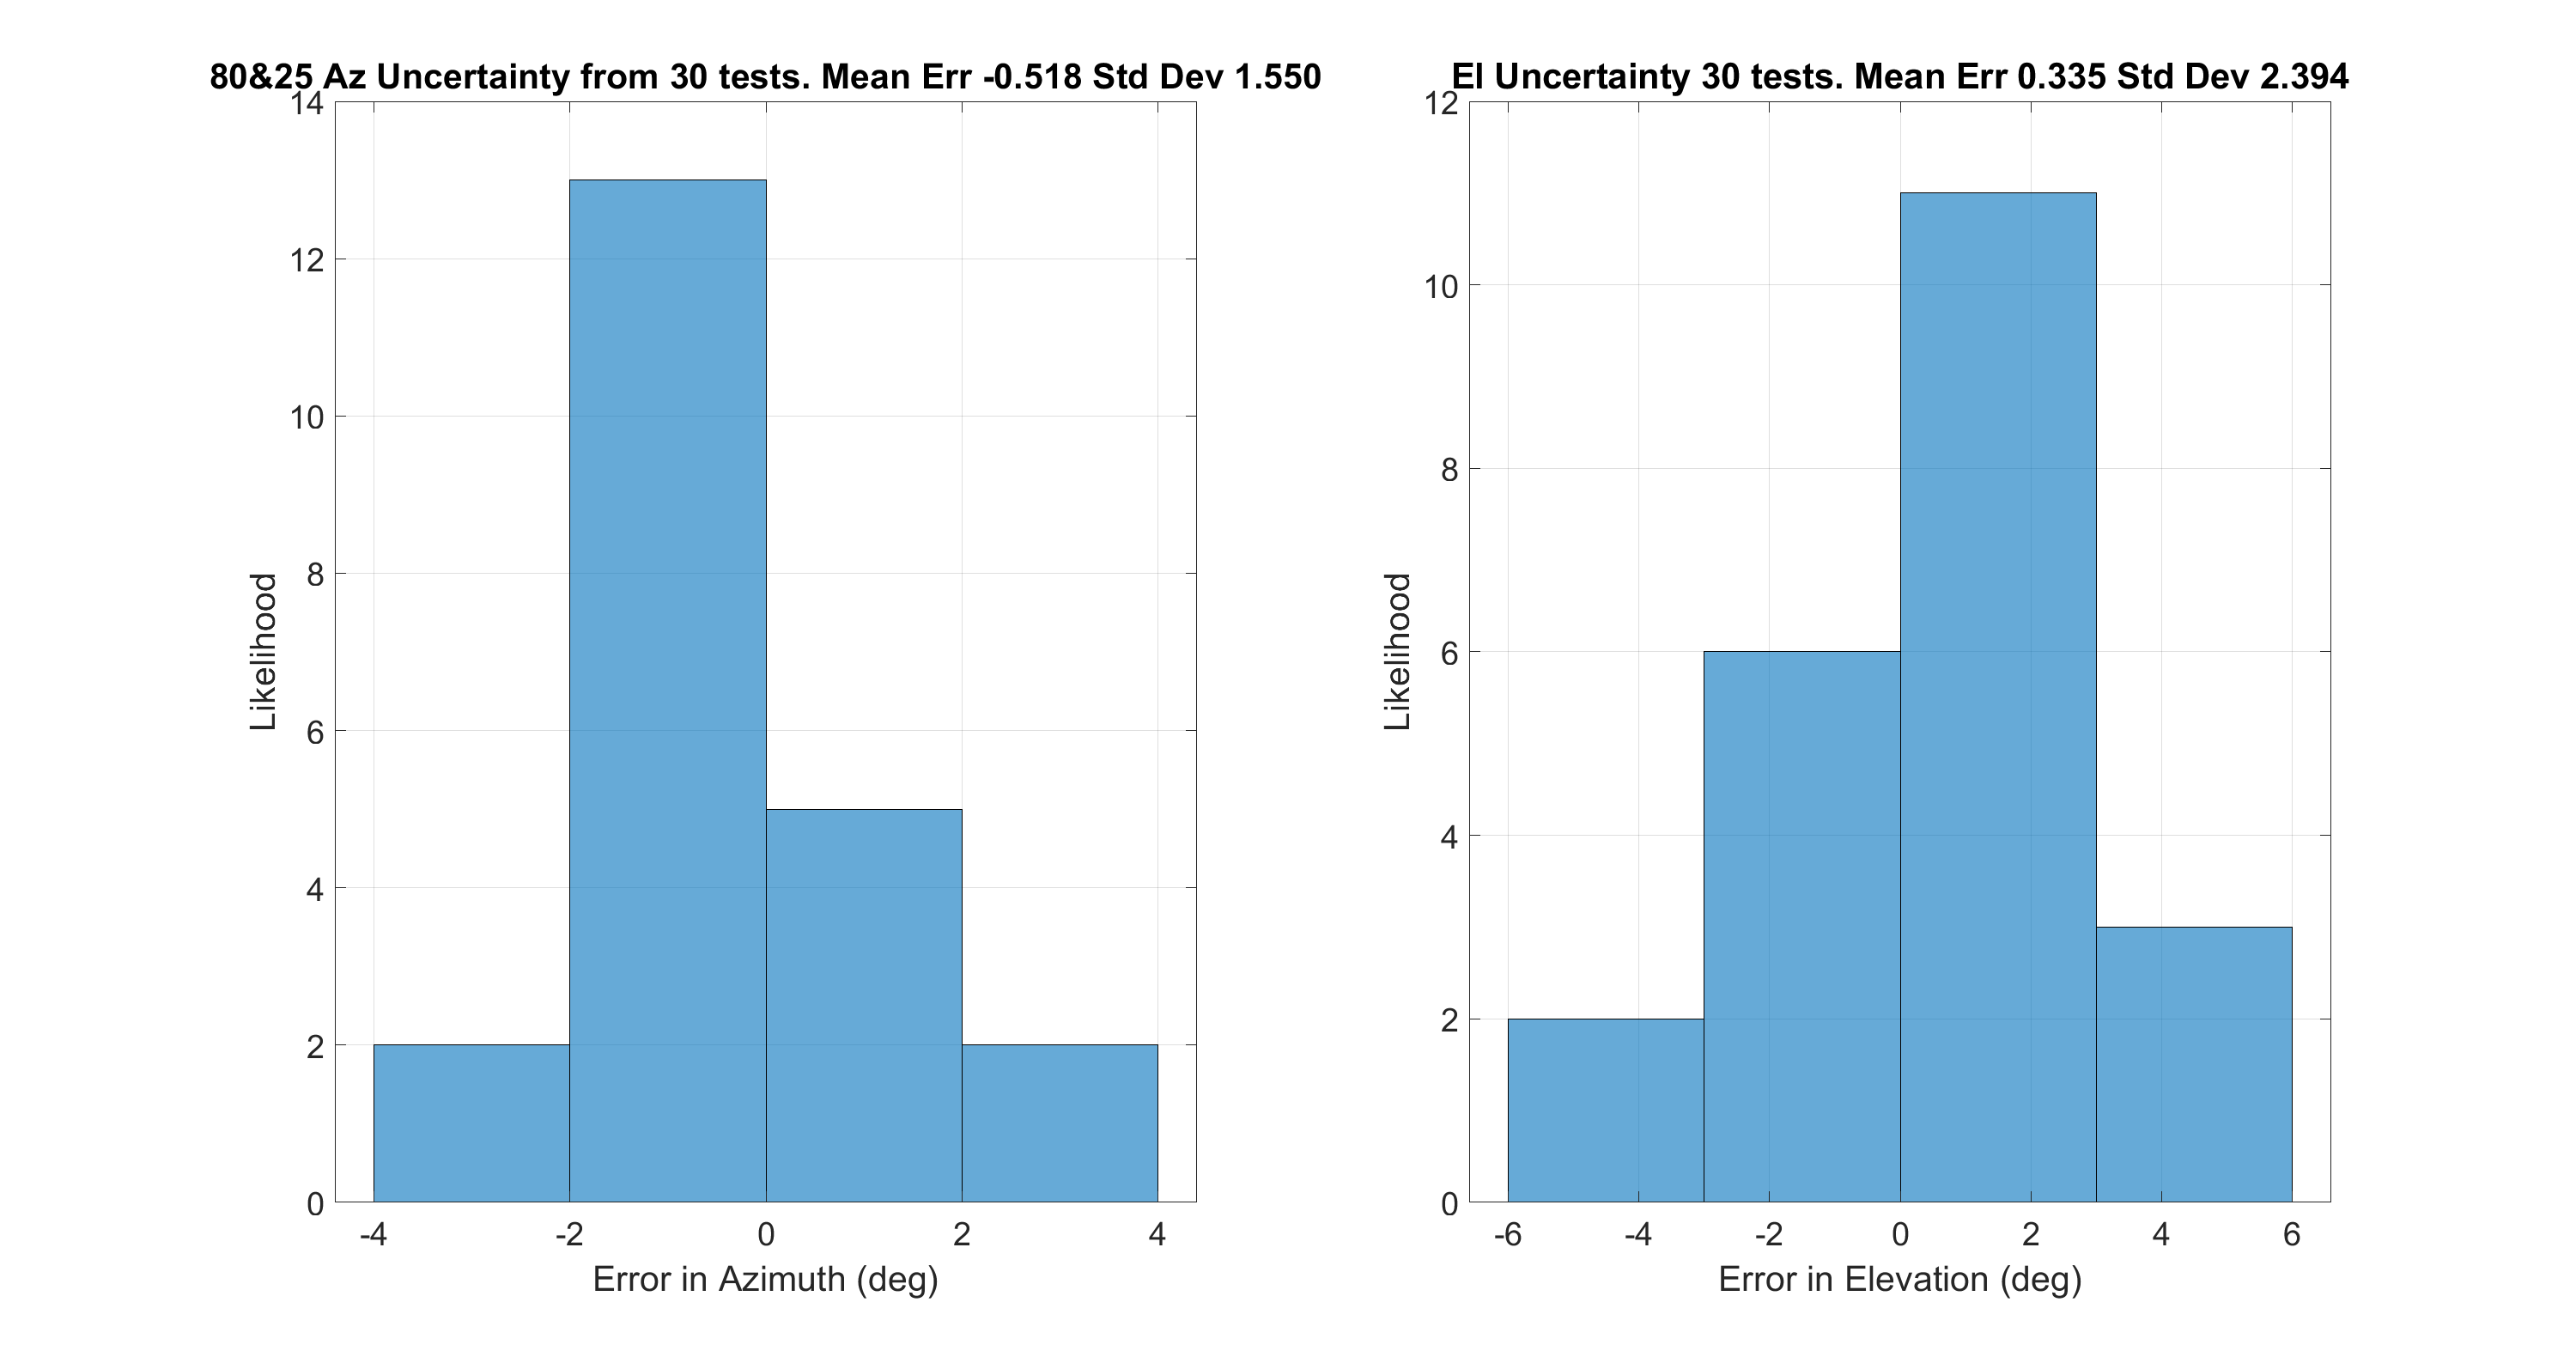 80&25 Az Uncertainty from 30 tests. Mean Err -0.518 Std Dev 1.550
14
12
10
8
6
4
2
0
Likelihood
-4 -2 0 2 4
Error in Azimuth (deg)
El Uncertainty 30 tests. Mean Err 0.335 Std Dev 2.394
12
10
8
6
4
2
0
Likelihood
-6 -4 -2 0 2 4 6
Error in Elevation (deg)